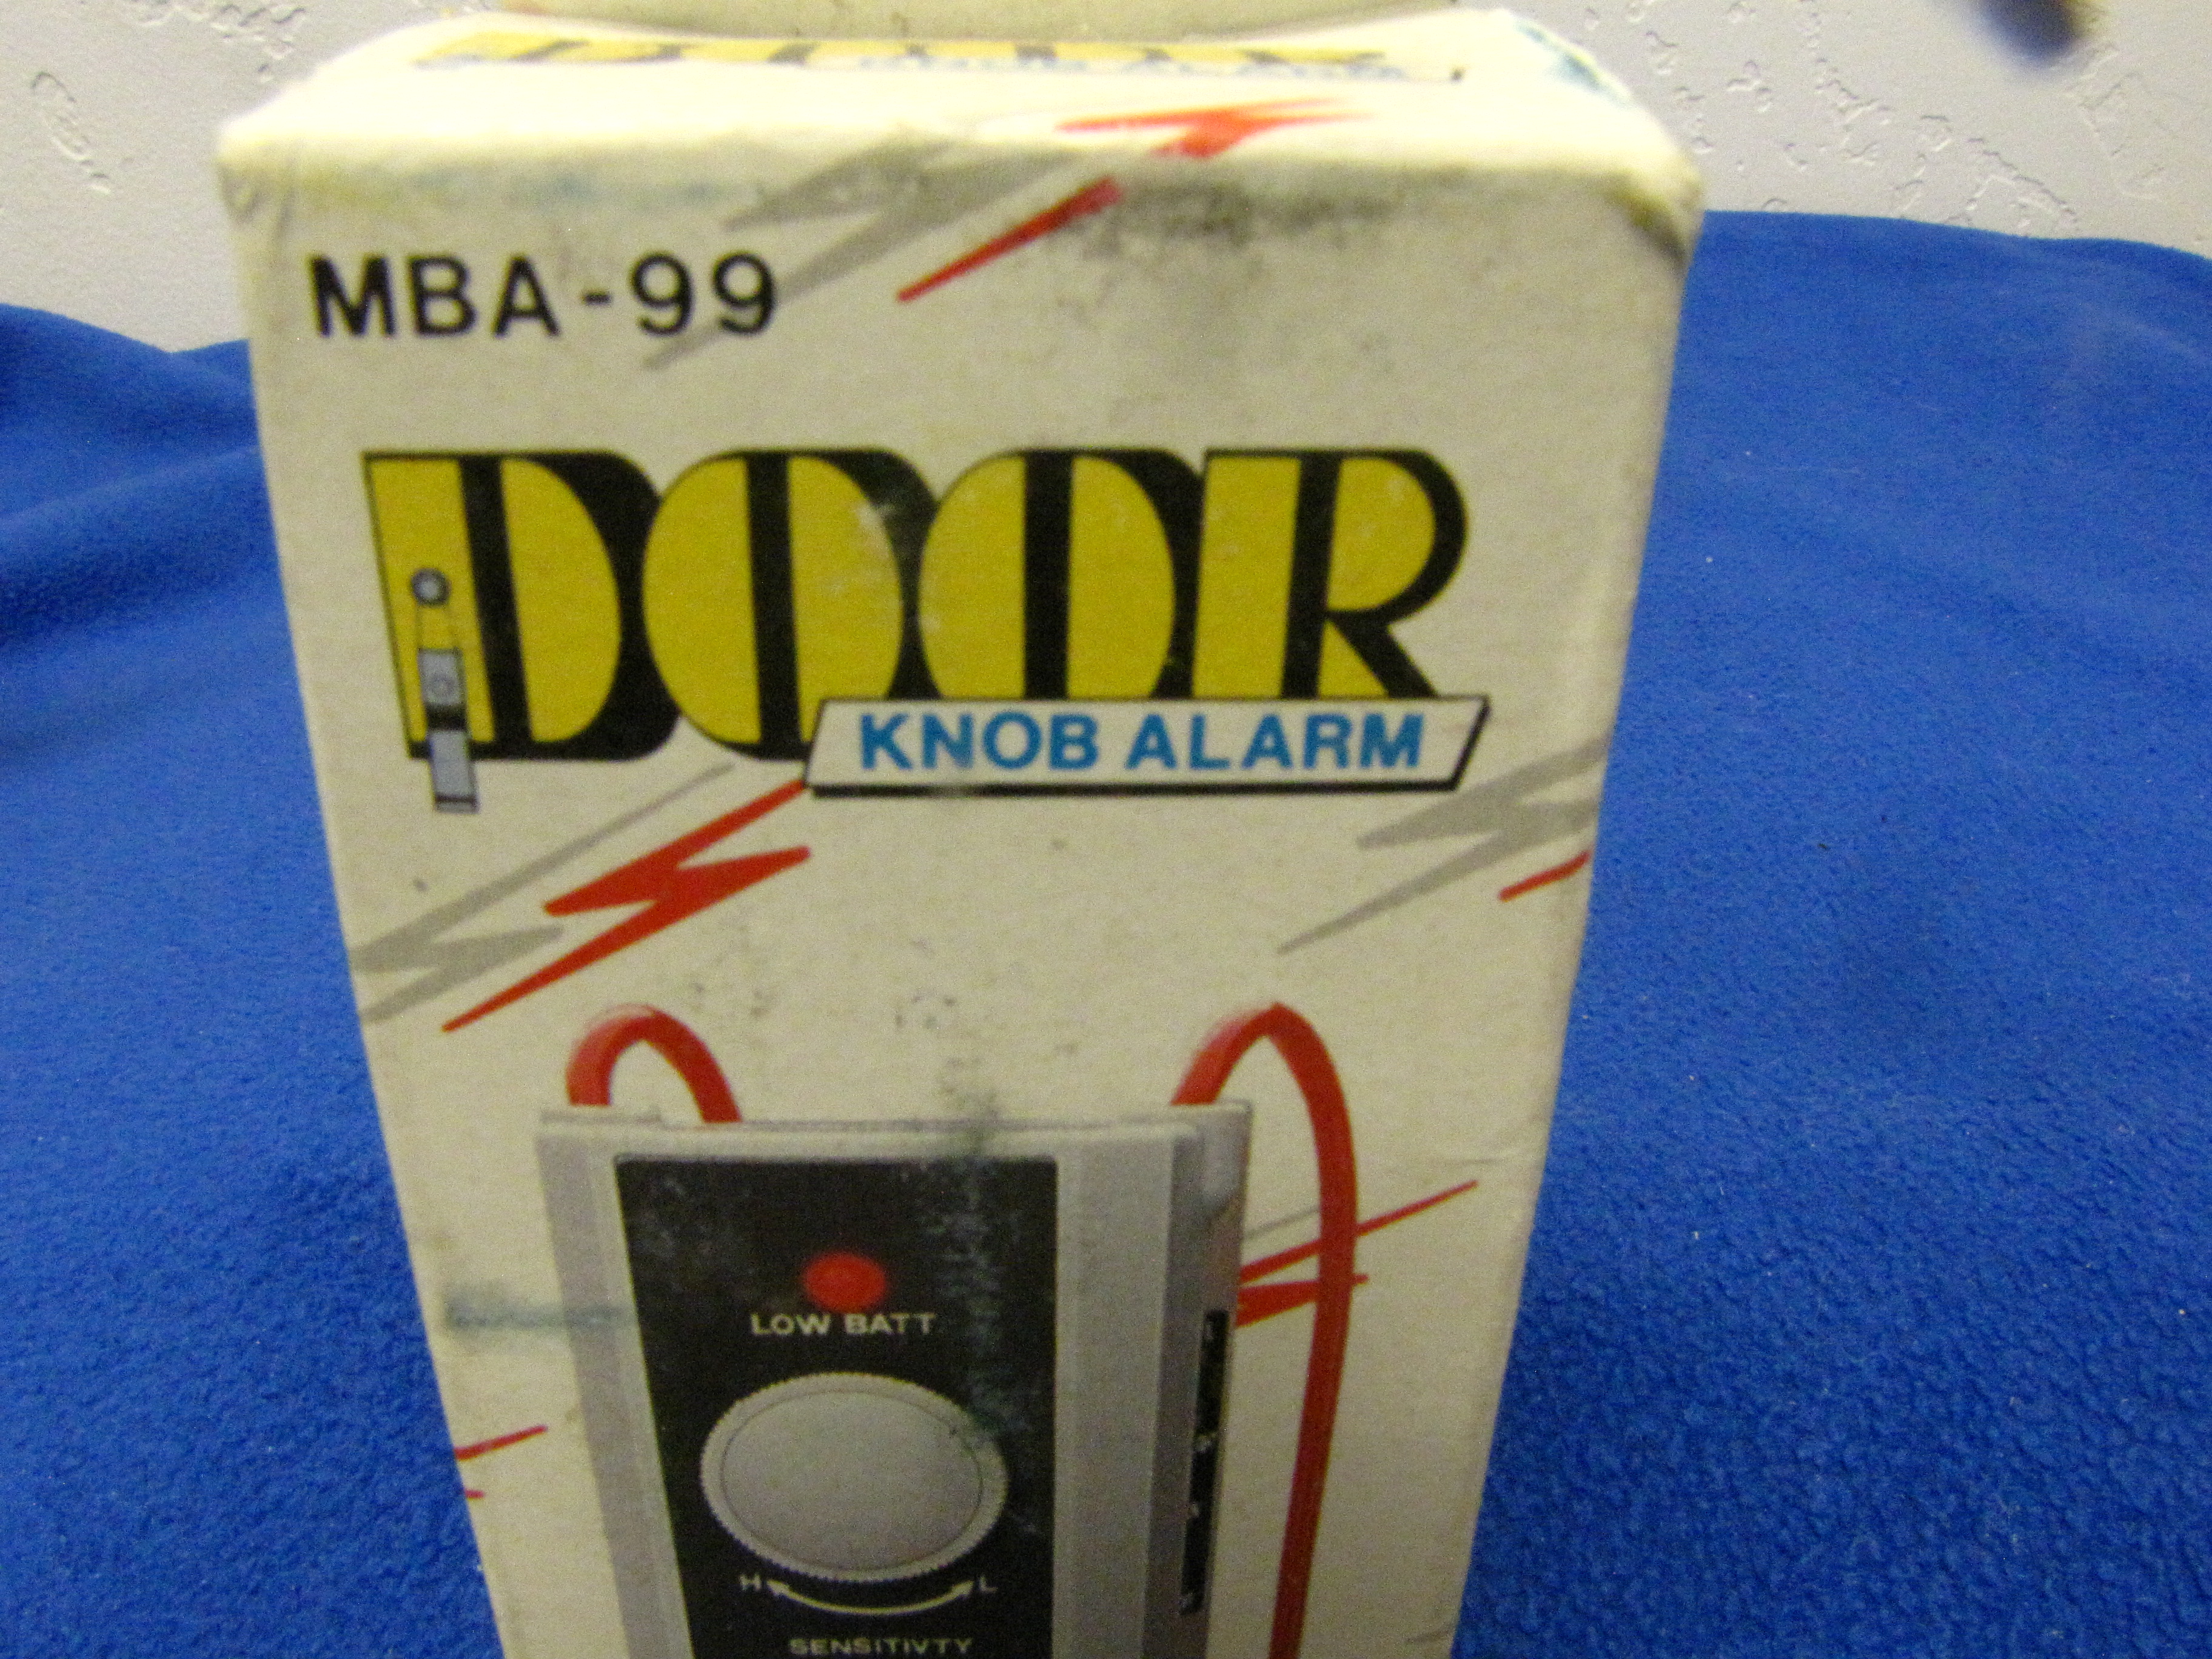 MBA-99
DOOR
KNOB ALARM
LOW BATT
H L
SENSITIVTY